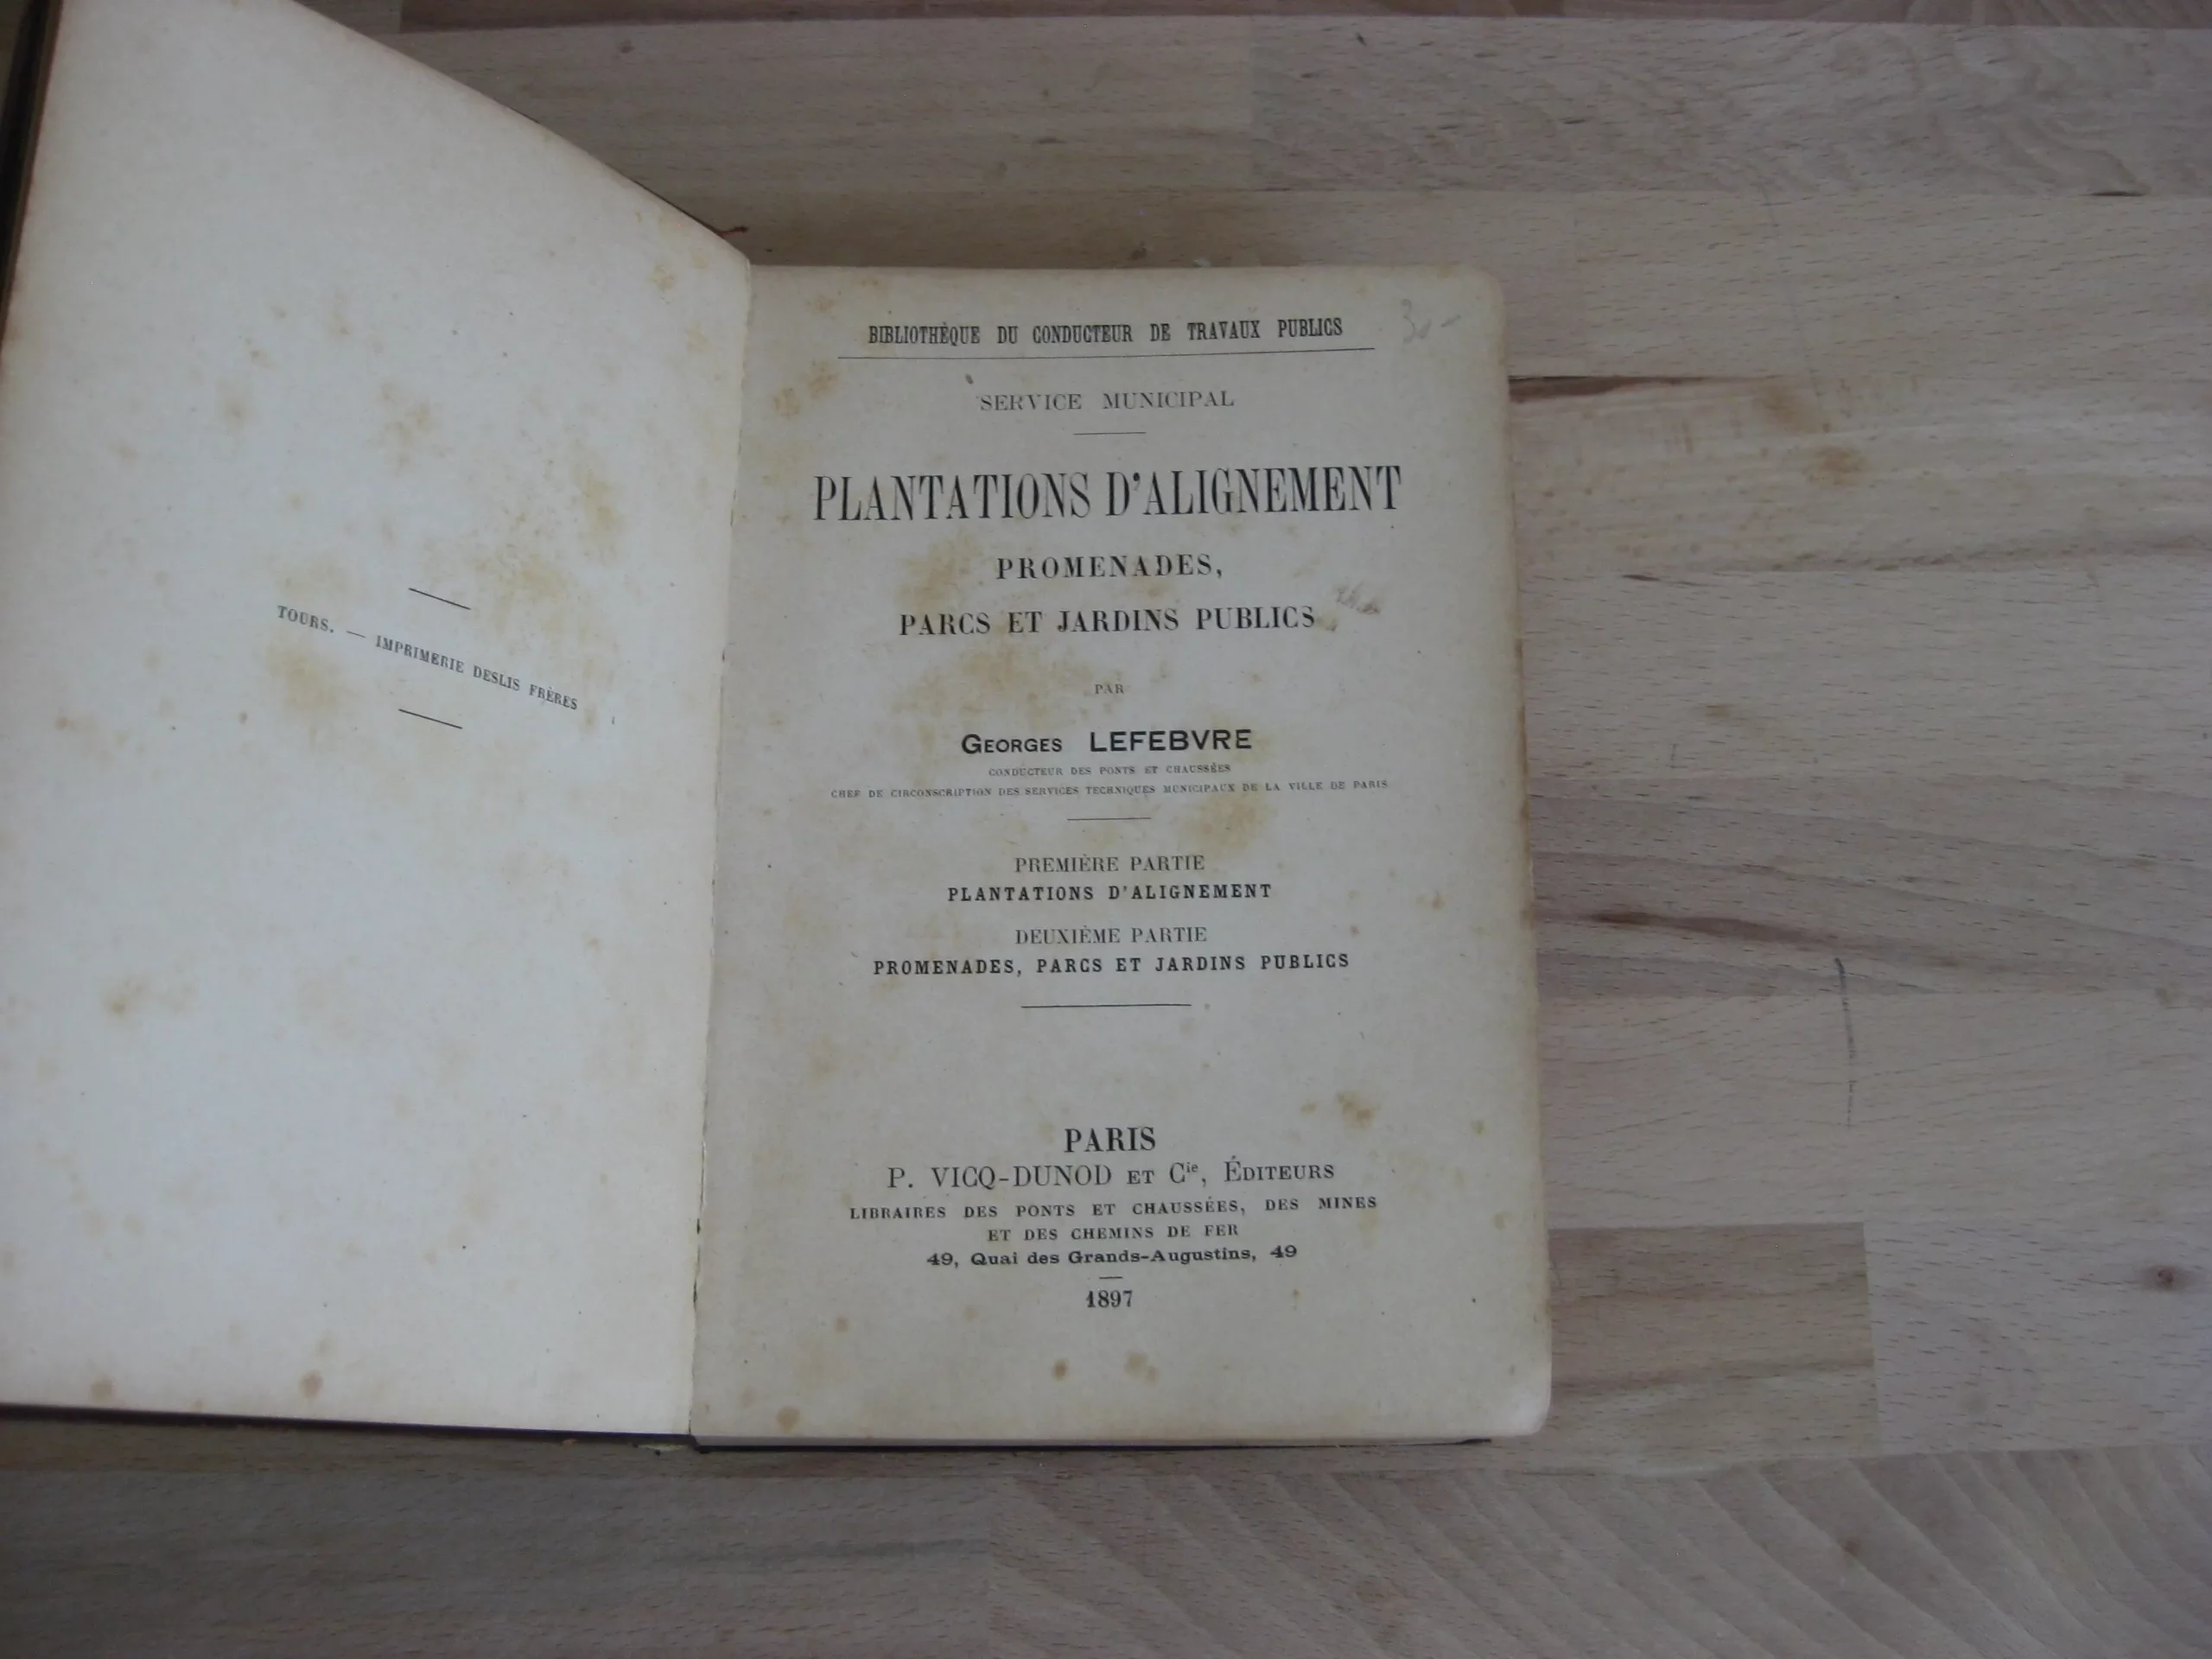 TOURS. — IMPRIMERIE DESLIS FRÈRES
BIBLIOTHÈQUE DU CONDUCTEUR DE TRAVAUX PUBLICS
SERVICE MUNICIPAL
PLANTATIONS D'ALIGNEMENT
PROMENADES,
PARCS ET JARDINS PUBLICS
PAR
GEORGES LEFEBVRE
CONDUCTEUR DES PONTS ET CHAUSSÉES
CHEF DE CIRCONSCRIPTION DES SERVICES TECHNIQUES MUNICIPAUX DE LA VILLE DE PARIS
PREMIÈRE PARTIE
PLANTATIONS D'ALIGNEMENT
DEUXIÈME PARTIE
PROMENADES, PARCS ET JARDINS PUBLICS
PARIS
P. VICQ-DUNOD ET Cie, ÉDITEURS
LIBRAIRES DES PONTS ET CHAUSSÉES, DES MINES
ET DES CHEMINS DE FER
49, Quai des Grands-Augustins, 49
1897